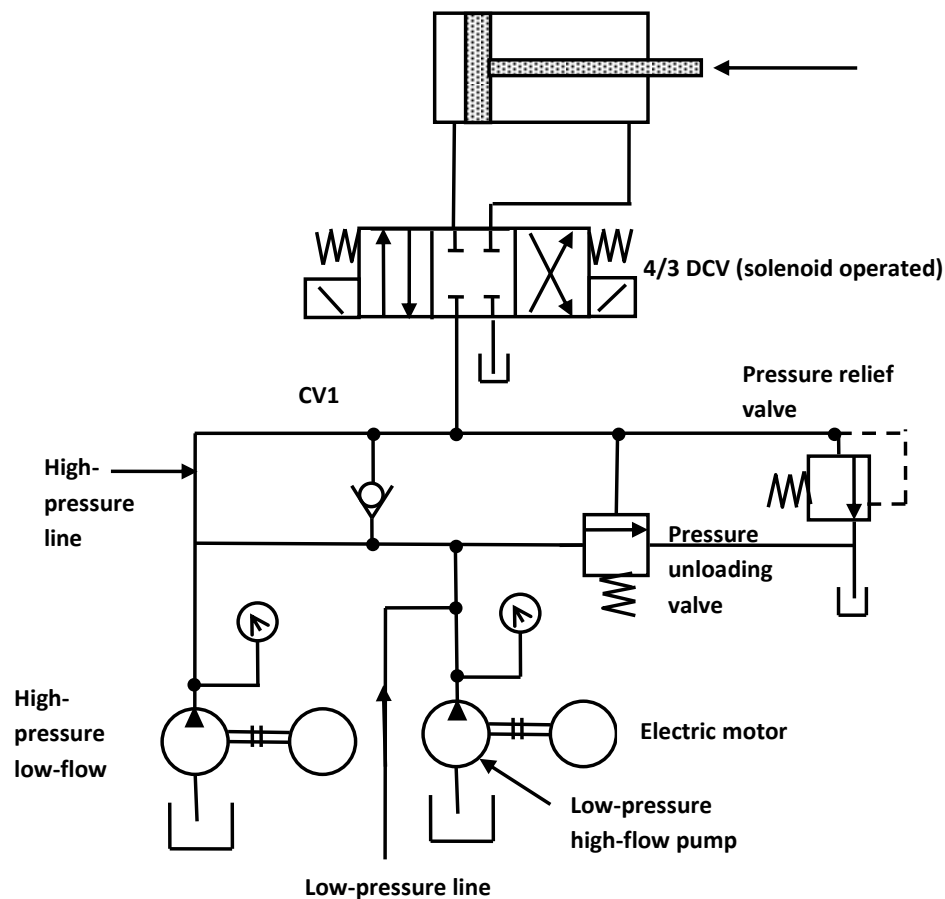 4/3 DCV (solenoid operated)
CV1
Pressure relief
valve
High-
pressure
line
Pressure
unloading
valve
High-
pressure
low-flow
Electric motor
Low-pressure
high-flow pump
Low-pressure line